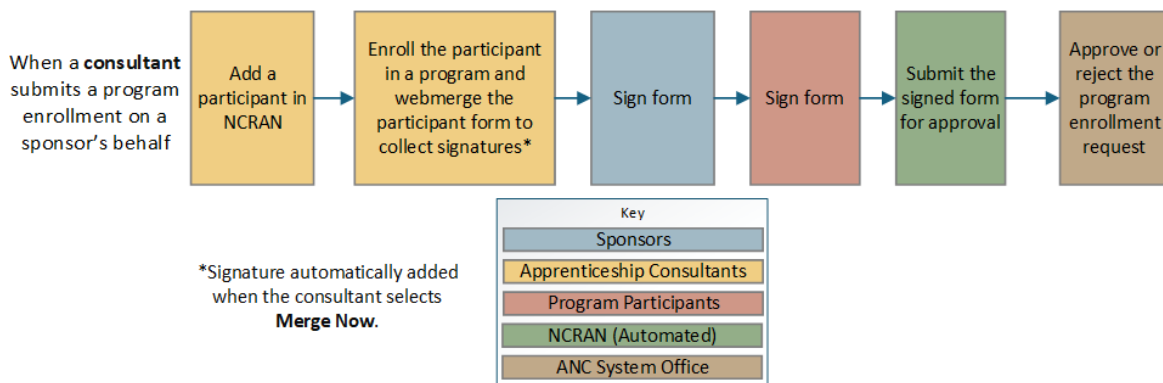 When a consultant
submits a program
enrollment on a
sponsor's behalf
Add a
participant in
NCRAN
Enroll the participant
in a program and
webmerge the
participant form to
collect signatures*
Sign form
Sign form
Submit the
signed form
for approval
Approve or
reject the
program
enrollment
request
*Signature automatically added
when the consultant selects
Merge Now.
Key
Sponsors
Apprenticeship Consultants
Program Participants
NCRAN (Automated)
ANC System Office